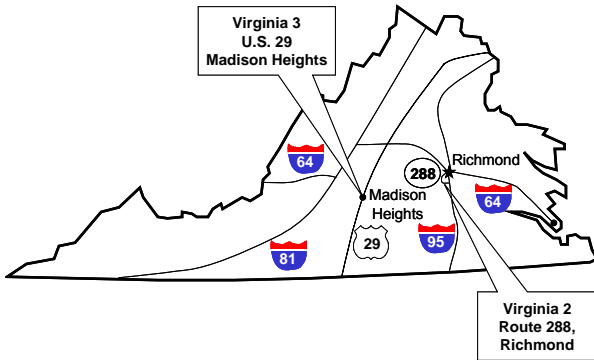 Virginia 3
U.S. 29
Madison Heights
64
Richmond
288
Madison
Heights
64
29
95
81
Virginia 2
Route 288,
Richmond